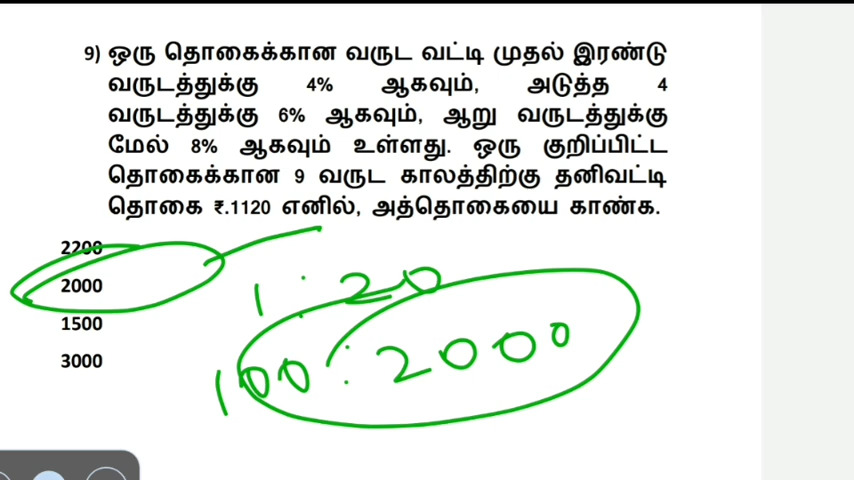 9) ஒரு தொகைக்கான வருட வட்டி முதல் இரண்டு
வருடத்துக்கு 4% ஆகவும், அடுத்த 4
வருடத்துக்கு 6% ஆகவும், ஆறு வருடத்துக்கு
மேல் 8% ஆகவும் உள்ளது. ஒரு குறிப்பிட்ட
தொகைக்கான 9 வருட காலத்திற்கு தனிவட்டி
தொகை ₹.1120 எனில், அத்தொகையை காண்க.
2200
2000
1 : 20
1500
100 : 2000
3000